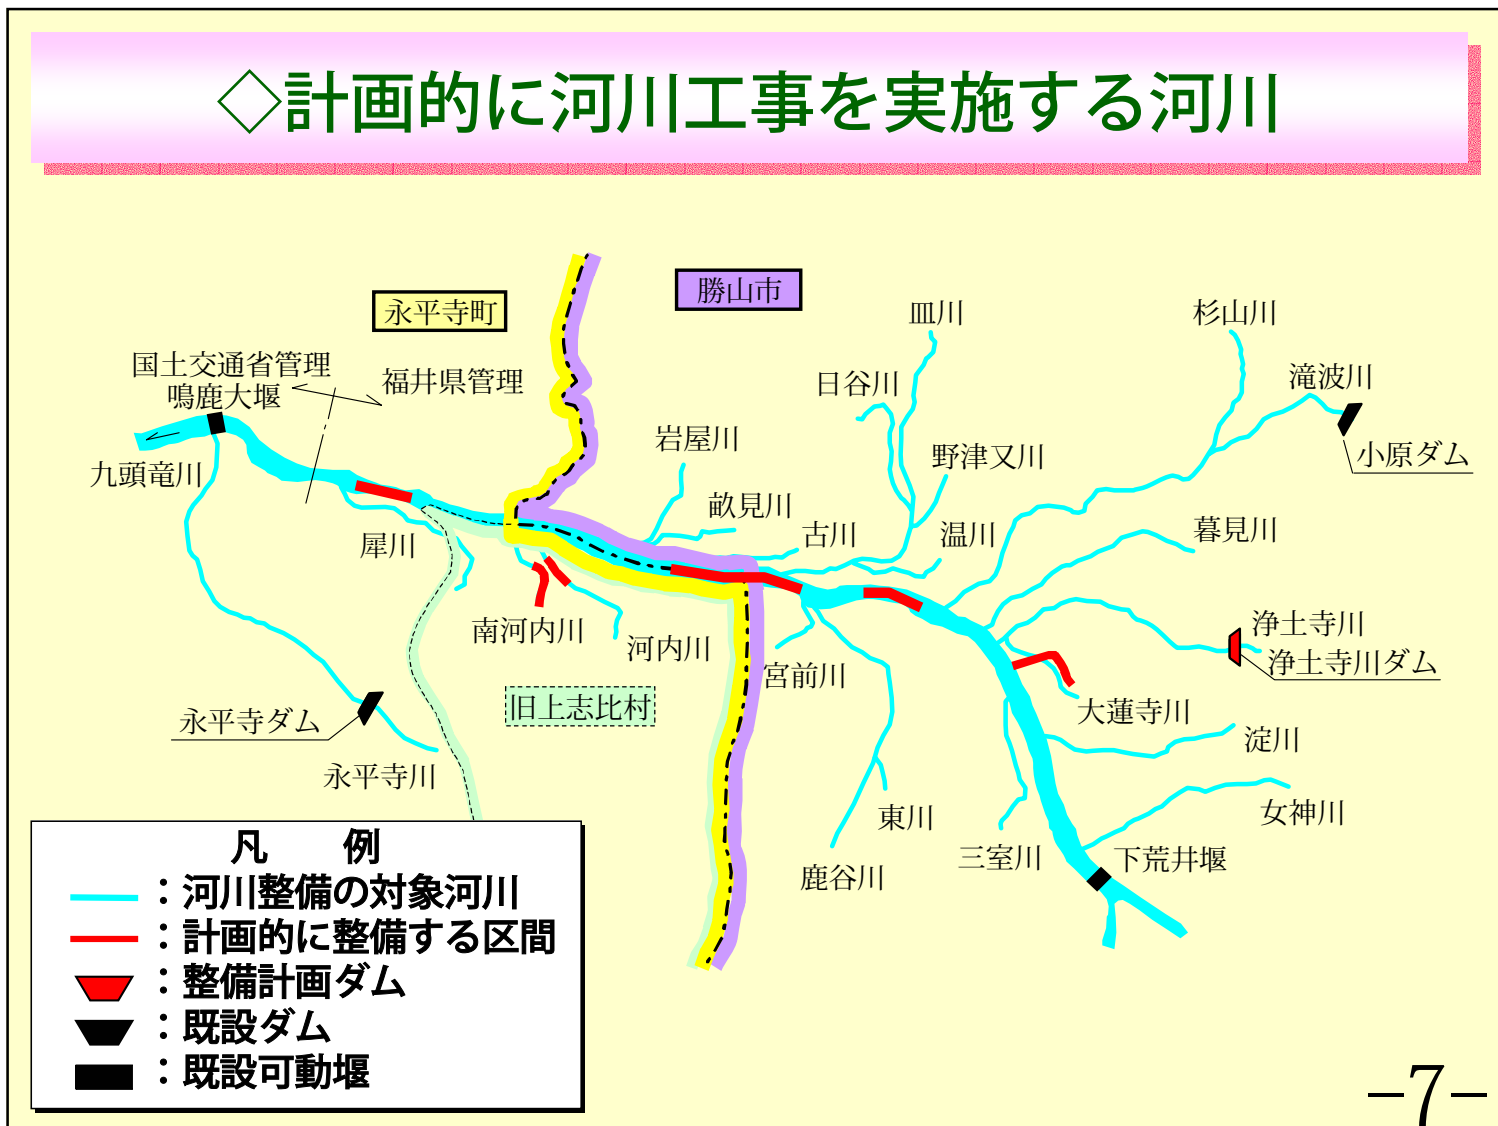 ◇計画的に河川工事を実施する河川
永平寺町
勝山市
皿川
杉山川
国土交通省管理
鳴鹿大堰
福井県管理
日谷川
滝波川
九頭竜川
岩屋川
野津又川
小原ダム
畝見川
古川
温川
暮見川
犀川
南河内川
河内川
宮前川
浄土寺川
浄土寺川ダム
旧上志比村
大蓮寺川
永平寺ダム
淀川
永平寺川
東川
女神川
鹿谷川
三室川
下荒井堰
凡　例
：河川整備の対象河川
：計画的に整備する区間
：整備計画ダム
：既設ダム
：既設可動堰
－7－